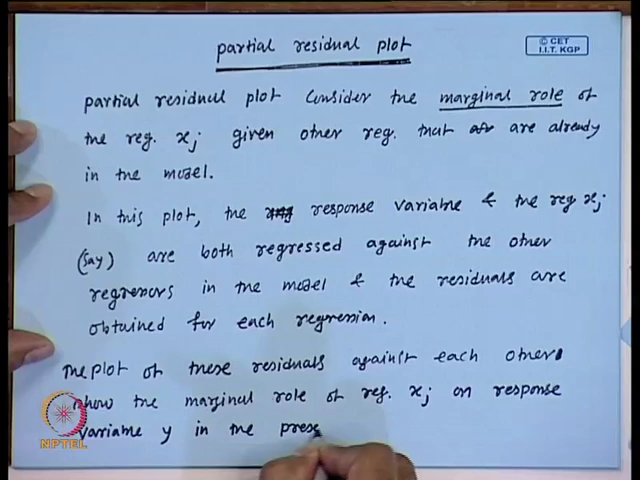 partial residual plot
© CET
I.I.T. KGP
partial residual plot Consider the marginal role of
the reg. xj given other reg. that are already
in the model.
In this plot, the response variable & the reg xj
(say) are both regressed against the other
regressors in the model & the residuals are
obtained for each regression.
The plot of these residuals against each other
show the marginal role of reg. xj on response
variable y in the prese
NPTEL